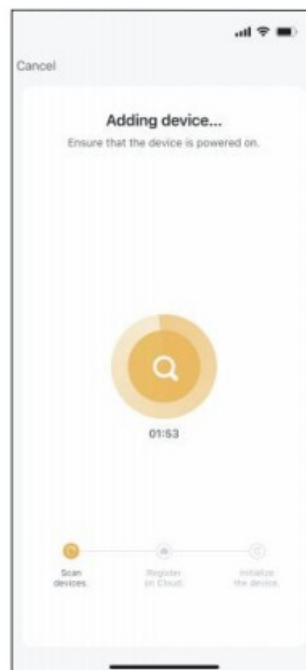 Cancel
Adding device...
Ensure that the device is powered on.
01:53
Scan
devices.
Register
on Cloud.
Initialize
the device.